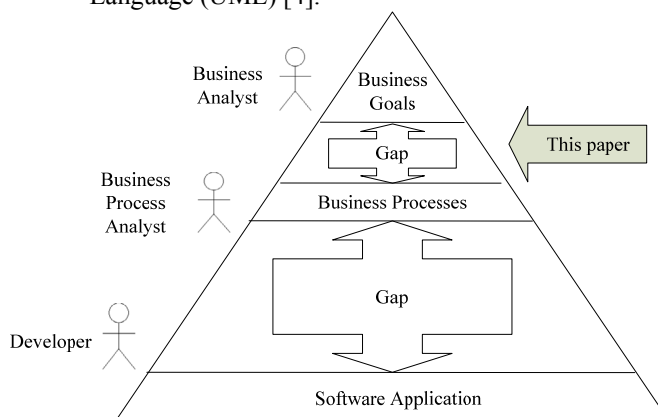 Language (UML) [4].
Business
Analyst
Business
Goals
Gap
This paper
Business
Process
Analyst
Business Processes
Gap
Developer
Software Application